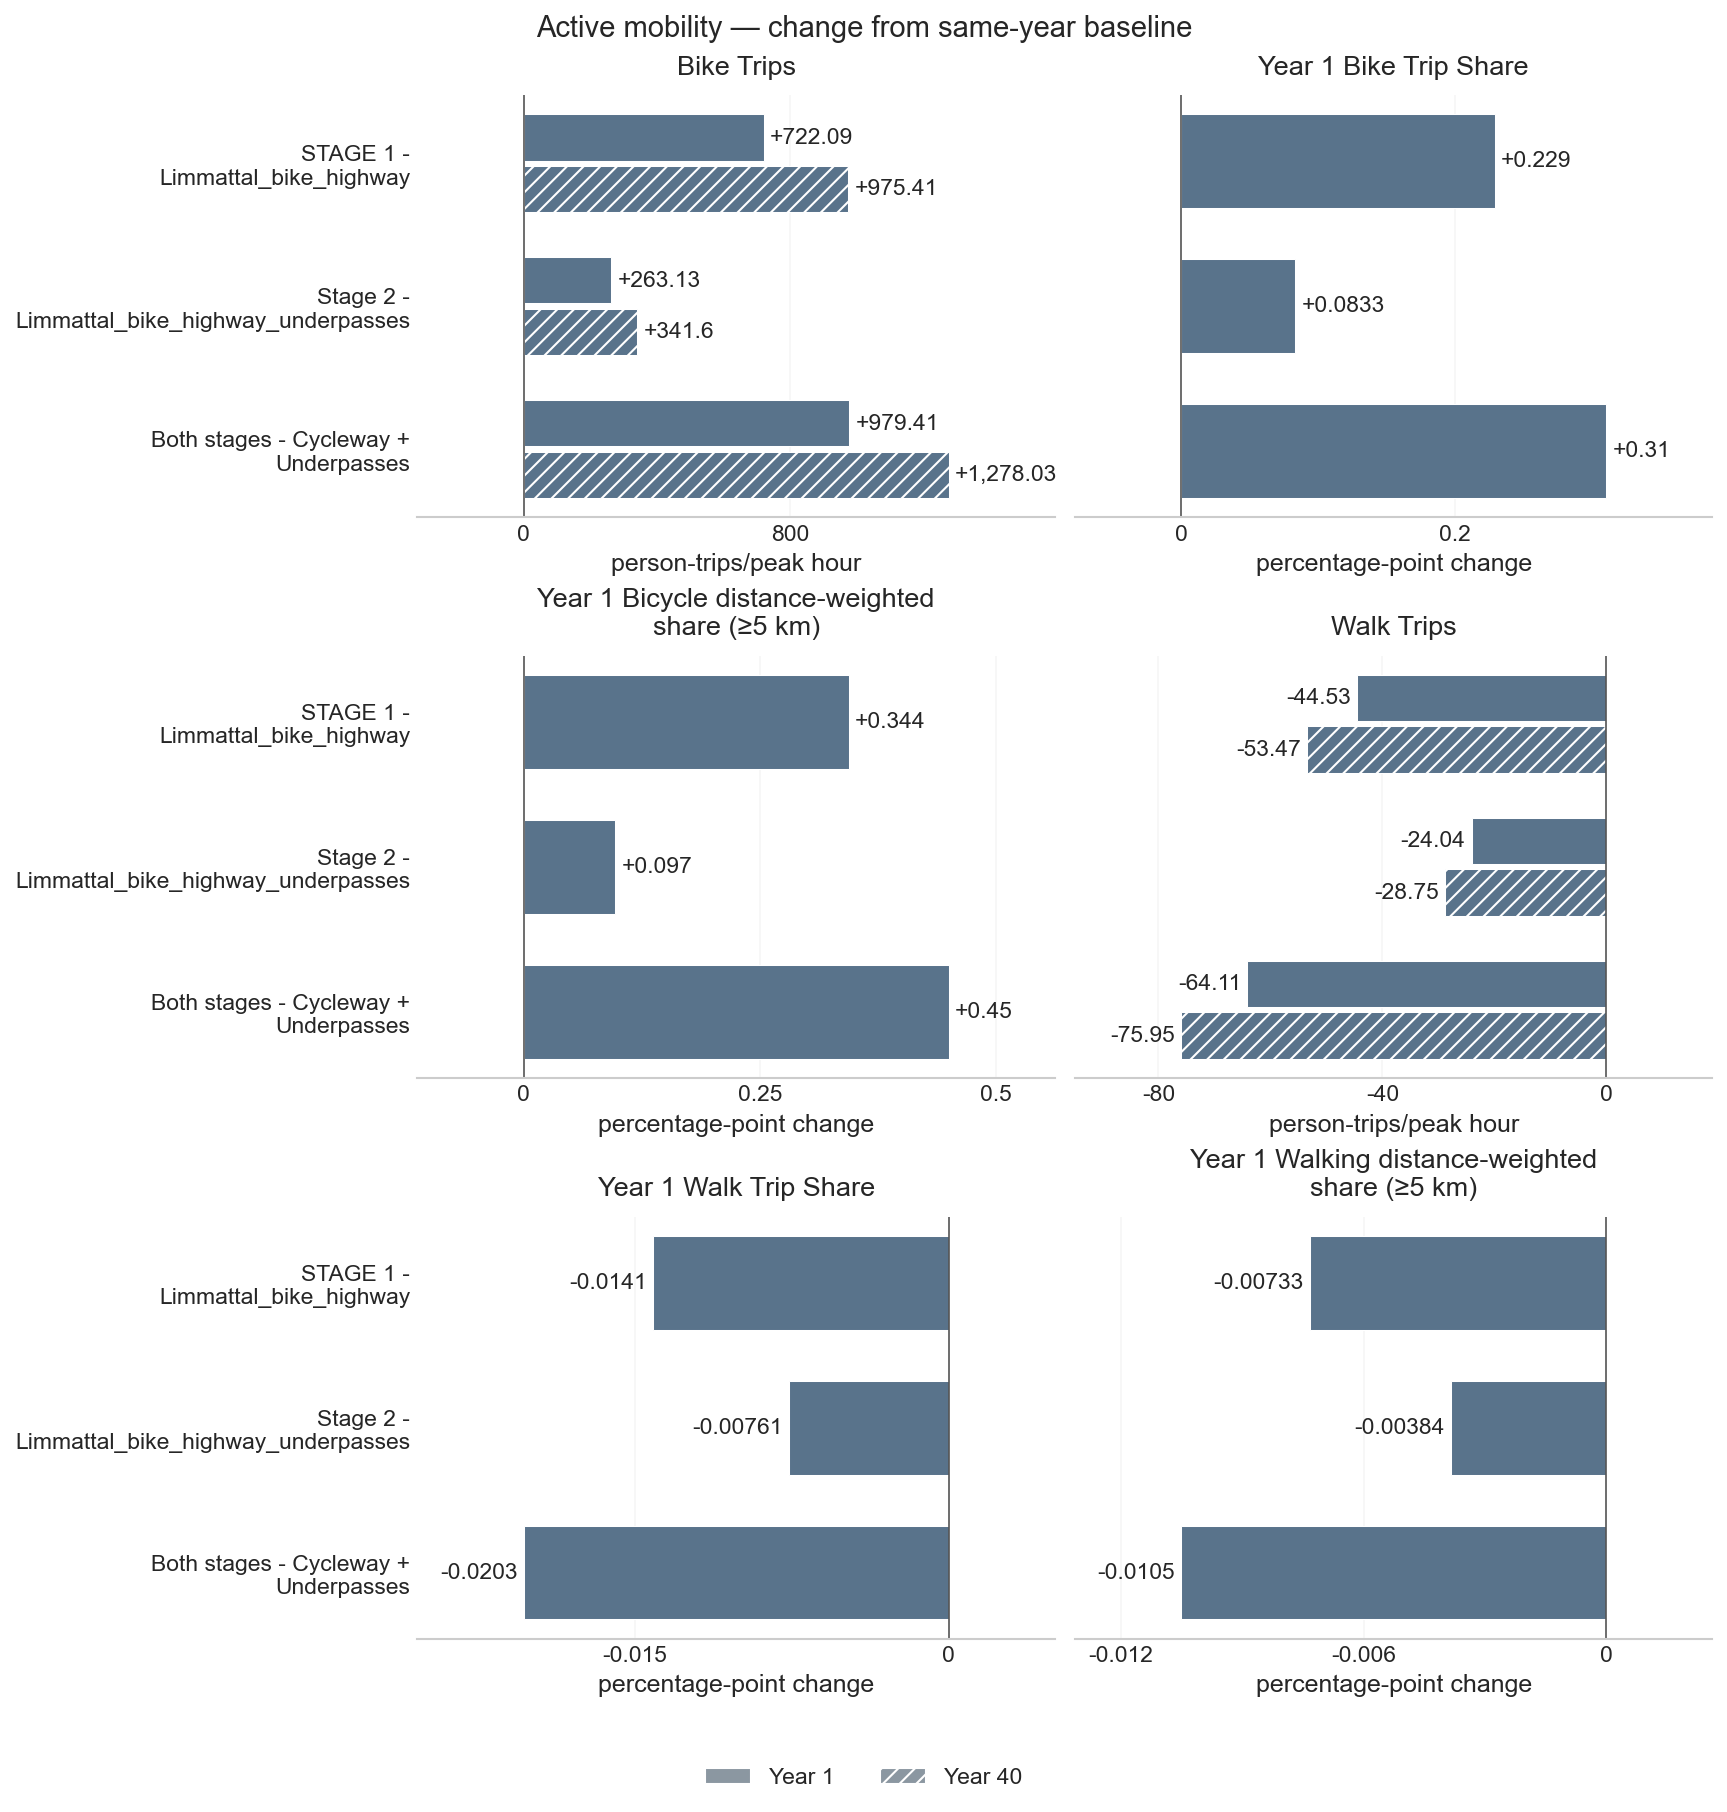 Active mobility — change from same-year baseline
Bike Trips
Year 1 Bike Trip Share
STAGE 1 -
Limmattal_bike_highway
+722.09
+975.41
+0.229
Stage 2 -
Limmattal_bike_highway_underpasses
+263.13
+341.6
+0.0833
Both stages - Cycleway +
Underpasses
+979.41
+1,278.03
+0.31
0
800
0
0.2
person-trips/peak hour
percentage-point change
Year 1 Bicycle distance-weighted
share (≥5 km)
Walk Trips
STAGE 1 -
Limmattal_bike_highway
+0.344
-44.53
-53.47
Stage 2 -
Limmattal_bike_highway_underpasses
+0.097
-24.04
-28.75
Both stages - Cycleway +
Underpasses
+0.45
-64.11
-75.95
0
0.25
0.5
-80
-40
0
percentage-point change
person-trips/peak hour
Year 1 Walk Trip Share
Year 1 Walking distance-weighted
share (≥5 km)
STAGE 1 -
Limmattal_bike_highway
-0.0141
-0.00733
Stage 2 -
Limmattal_bike_highway_underpasses
-0.00761
-0.00384
Both stages - Cycleway +
Underpasses
-0.0203
-0.0105
-0.015
0
-0.012
-0.006
0
percentage-point change
percentage-point change
Year 1
Year 40